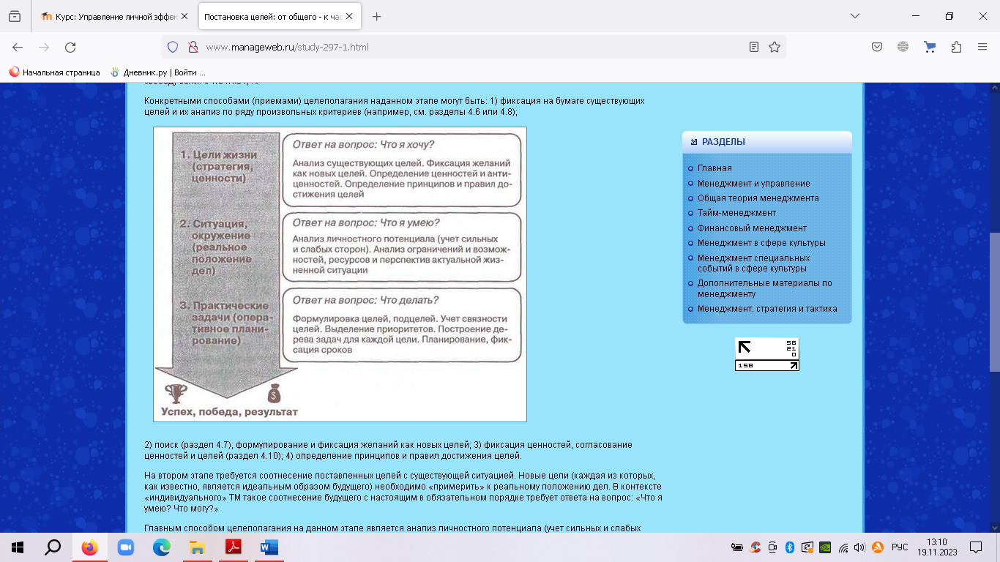 Курс: Управление личной эффек
Постановка целей: от общего - к час
www.manageweb.ru/study-297-1.html
Начальная страница
Дневник.ру | Войти ...
Конкретными способами (приемами) целеполагания наданном этапе могут быть: 1) фиксация на бумаге существующих
целей и их анализ по ряду произвольных критериев (например, см. разделы 4.6 или 4.8);
1. Цели жизни
(стратегия,
ценности)
Ответ на вопрос: Что я хочу?
Анализ существующих целей. Фиксация желаний
как новых целей. Определение ценностей и анти-
ценностей. Определение принципов и правил до-
стижения целей
2. Ситуация,
окружение
(реальное
положение
дел)
Ответ на вопрос: Что я умею?
Анализ личностного потенциала (учет сильных
и слабых сторон). Анализ ограничений и возмож-
ностей, ресурсов и перспектив актуальной жиз-
ненной ситуации
3. Практические
задачи (опера-
тивное плани-
рование)
Ответ на вопрос: Что делать?
Формулировка целей, подцелей. Учет связности
целей. Выделение приоритетов. Построение де-
рева задач для каждой цели. Планирование, фик-
сация сроков
$
Успех, победа, результат
2) поиск (раздел 4.7), формулирование и фиксация желаний как новых целей; 3) фиксация ценностей, согласование
ценностей и целей (раздел 4.10); 4) определение принципов и правил достижения целей.
На втором этапе требуется соотнесение поставленных целей с существующей ситуацией. Новые цели (каждая из которых,
как известно, является идеальным образом будущего) необходимо «примерить» к реальному положению дел. В контексте
«индивидуального» ТМ такое соотнесение будущего с настоящим в обязательном порядке требует ответа на вопрос: «Что я
умею? Что могу?»
Главным способом целеполагания на данном этапе является анализ личностного потенциала (учет сильных и слабых
РАЗДЕЛЫ
Главная
Менеджмент и управление
Общая теория менеджмента
Тайм-менеджмент
Финансовый менеджмент
Менеджмент в сфере культуры
Менеджмент специальных
событий в сфере культуры
Дополнительные материалы по
менеджменту
Менеджмент: стратегия и тактика
56
21
0
158
РУС
13:10
19.11.2023